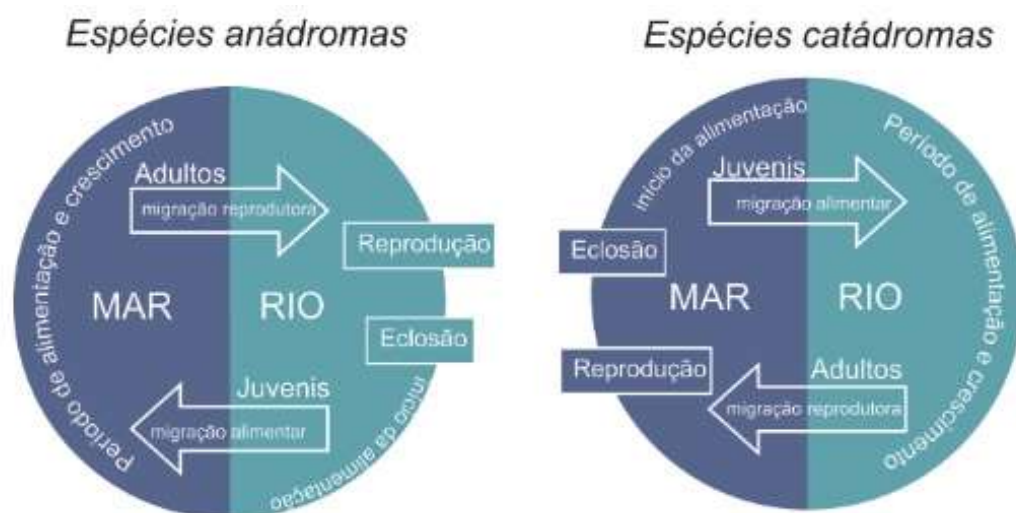 Espécies anádromas
Período de alimentação e crescimento
Adultos
migração reprodutora
Reprodução
MAR
RIO
Eclosão
Juvenis
migração alimentar
início da alimentação
Espécies catádromas
início da alimentação
Período de alimentação e crescimento
Juvenis
migração alimentar
Eclosão
MAR
RIO
Reprodução
Adultos
migração reprodutora